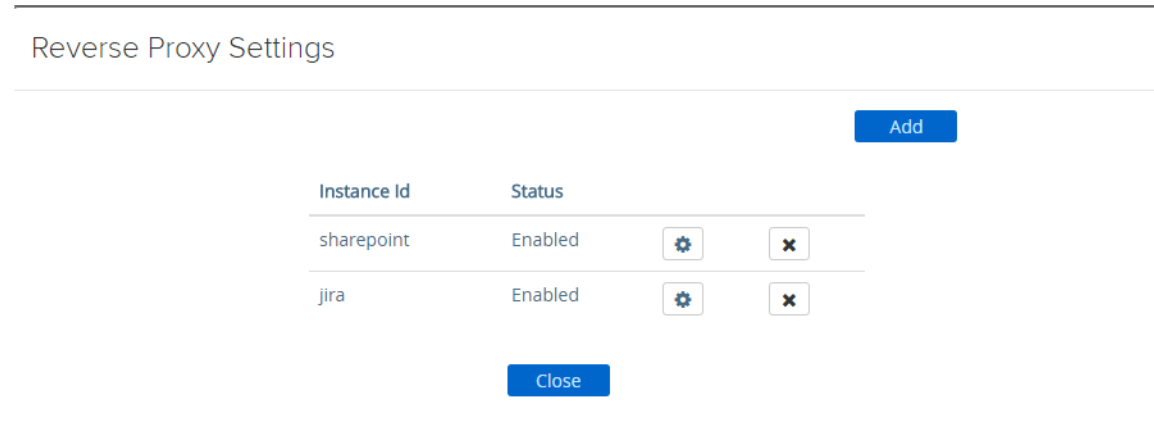 Reverse Proxy Settings
Add
Instance Id Status
sharepoint Enabled
jira Enabled
Close